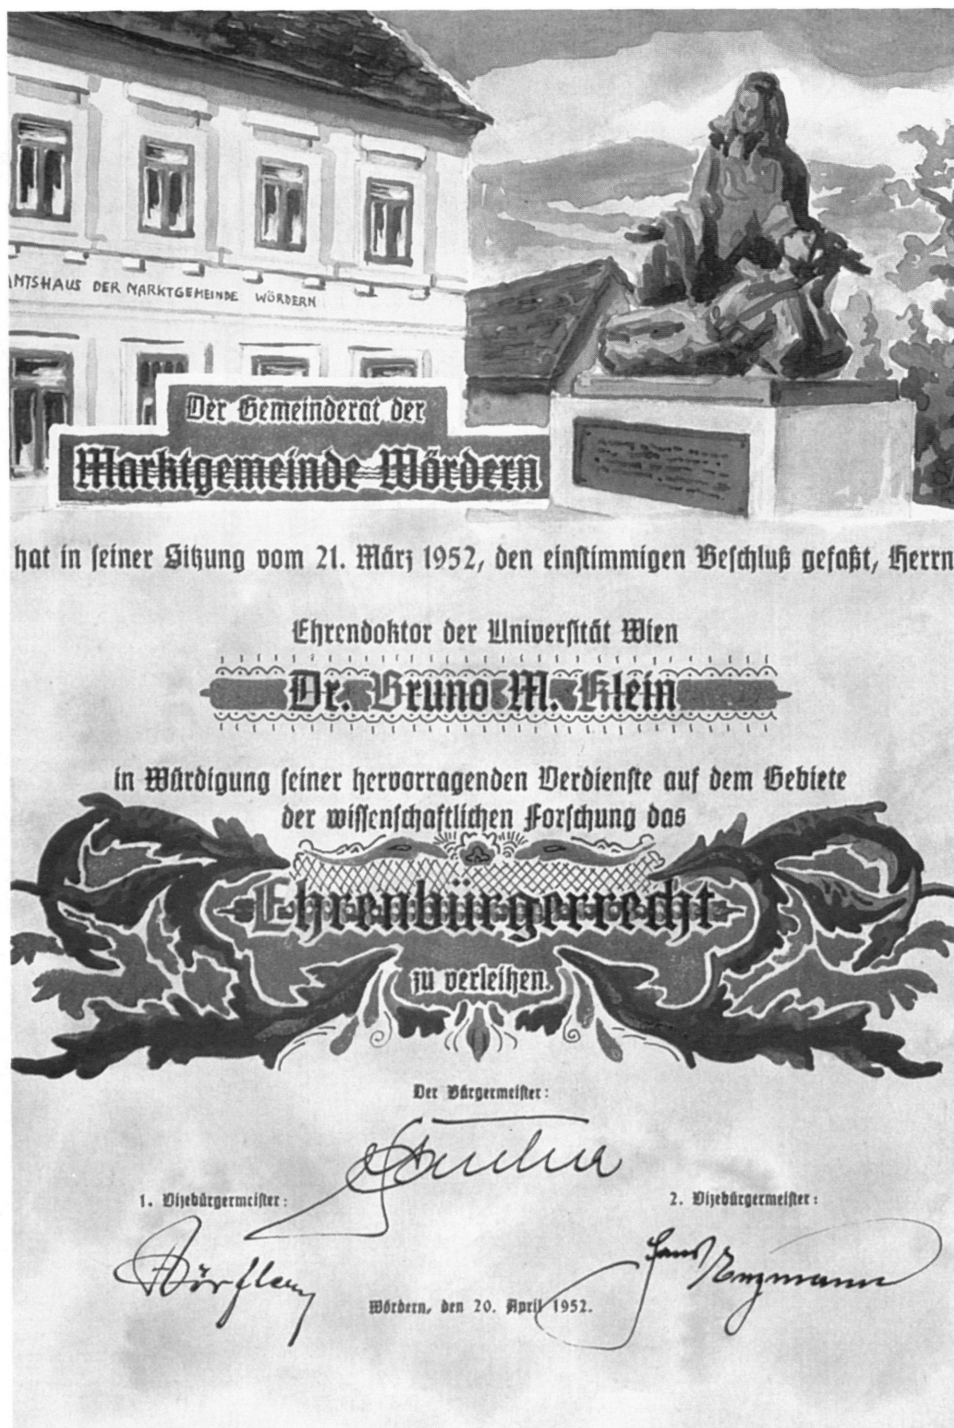 AMTSHAUS DER MARKTGEMEINDE WÖRDERN
Der Gemeinderat der
Marktgemeinde Wördern
hat in seiner Sitzung vom 21. März 1952, den einstimmigen Beschluß gefaßt, Herrn
Ehrendoktor der Universität Wien
Dr. Bruno M. Klein
in Würdigung seiner hervorragenden Verdienste auf dem Gebiete
der wissenschaftlichen Forschung das
Ehrenbürgerrecht
zu verleihen.
Der Bürgermeister:
1. Vizebürgermeister:
2. Vizebürgermeister:
Hans
Wördern, den 20. April 1952.